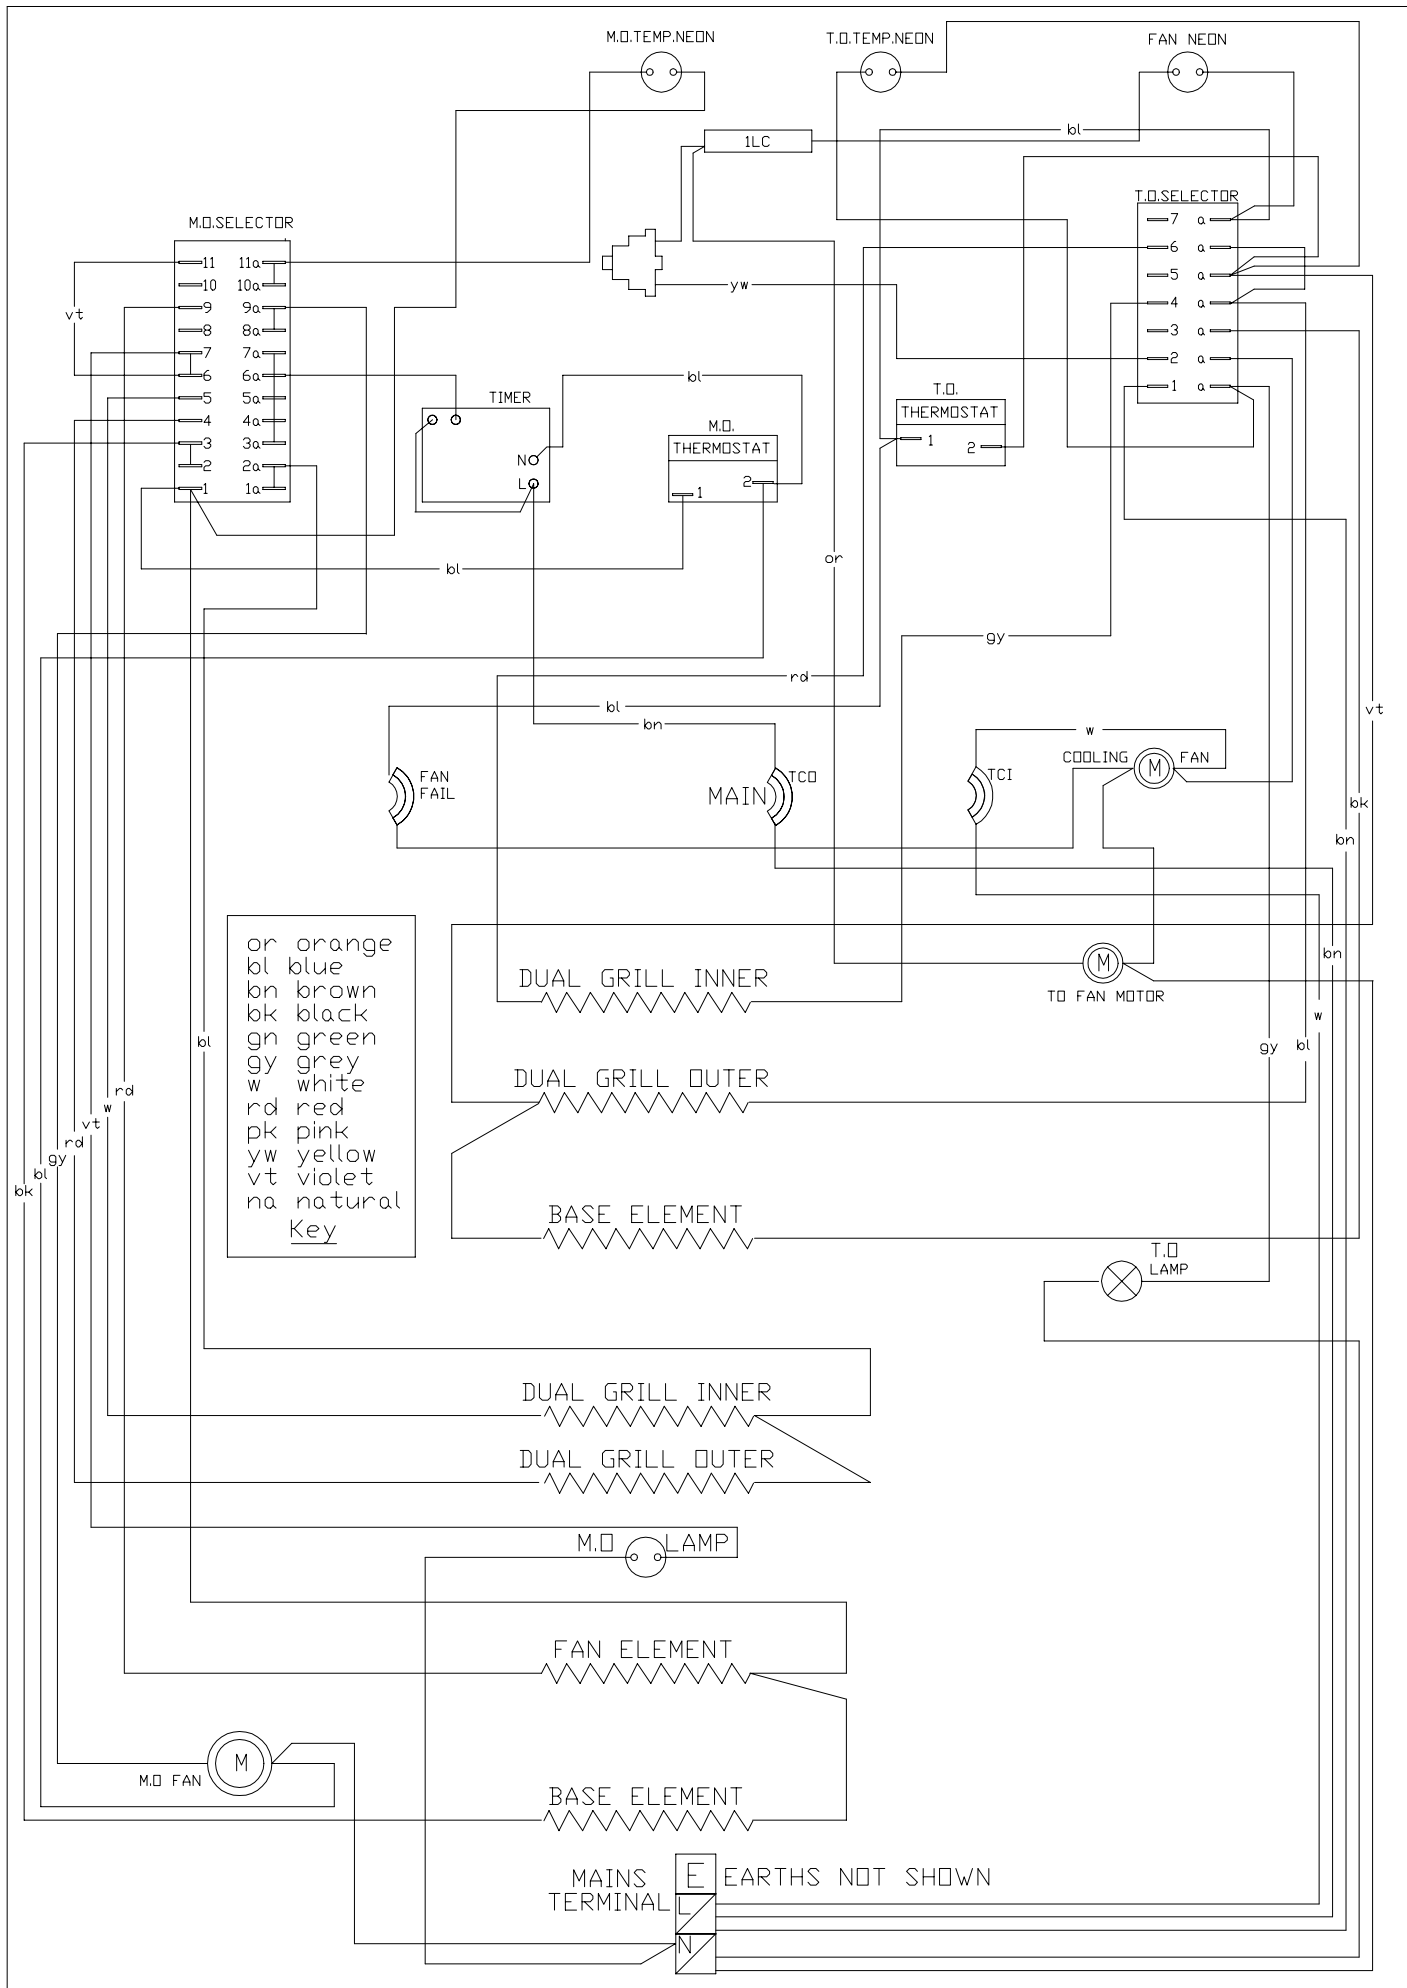 M.O.TEMP.NEON
T.O.TEMP.NEON
FAN NEON
bl
1LC
T.O.SELECTOR
7 a
6 a
5 a
4 a
3 a
2 a
1 a
M.O.SELECTOR
11 11a
10 10a
9 9a
8 8a
7 7a
6 6a
5 5a
4 4a
3 3a
2 2a
1 1a
vt
yw
TIMER
N
L
bl
M.O.
THERMOSTAT
1
2
T.O.
THERMOSTAT
1
2
bl
or
gy
rd
bl
bn
w
vt
FAN
FAIL
TCO
MAIN
TCI
COOLING
M
FAN
bk
bn
or orange
bl blue
bn brown
bk black
gn green
gy grey
w white
rd red
pk pink
yw yellow
vt violet
na natural
Key
DUAL GRILL INNER
M
TO FAN MOTOR
bn
w
bl
gy
bl
DUAL GRILL OUTER
rd
w
vt
rd
gy
bl
bk
BASE ELEMENT
T.O
LAMP
DUAL GRILL INNER
DUAL GRILL OUTER
M.O LAMP
FAN ELEMENT
M
M.O FAN
BASE ELEMENT
MAINS
TERMINAL
E
EARTHS NOT SHOWN
L
N